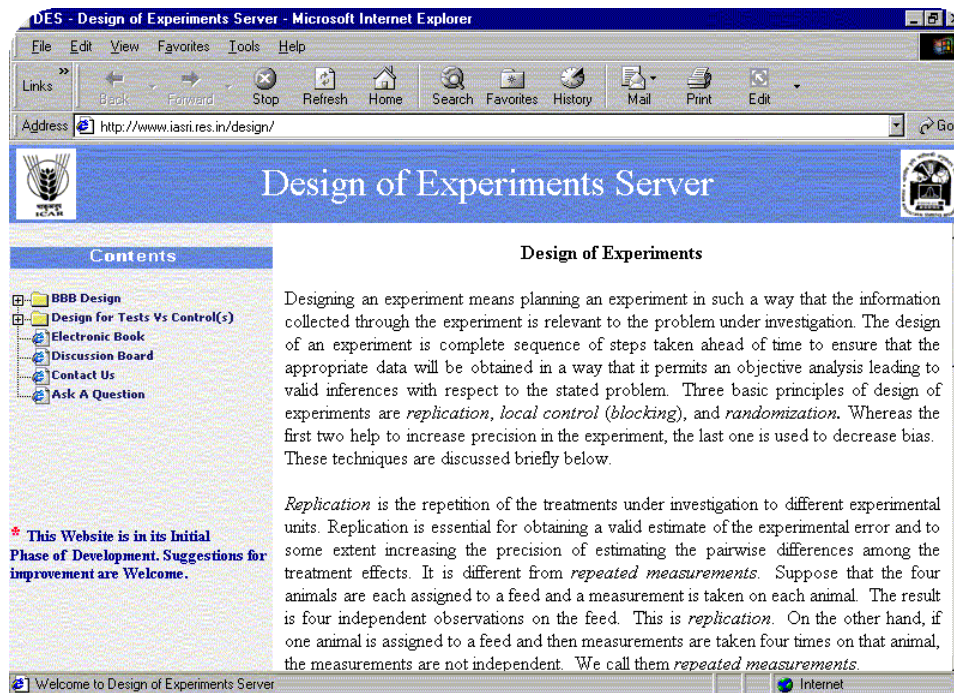 DES - Design of Experiments Server - Microsoft Internet Explorer
File Edit View Favorites Tools Help
Links » Back Forward Stop Refresh Home Search Favorites History Mail Print Edit
Address http://www.iasri.res.in/design/ Go
Design of Experiments Server
ICAR
Contents
BBB Design
Design for Tests Vs Control(s)
Electronic Book
Discussion Board
Contact Us
Ask A Question
* This Website is in its Initial
Phase of Development. Suggestions for
improvement are Welcome.
Design of Experiments
Designing an experiment means planning an experiment in such a way that the information
collected through the experiment is relevant to the problem under investigation. The design
of an experiment is complete sequence of steps taken ahead of time to ensure that the
appropriate data will be obtained in a way that it permits an objective analysis leading to
valid inferences with respect to the stated problem. Three basic principles of design of
experiments are replication, local control (blocking), and randomization. Whereas the
first two help to increase precision in the experiment, the last one is used to decrease bias.
These techniques are discussed briefly below.
Replication is the repetition of the treatments under investigation to different experimental
units. Replication is essential for obtaining a valid estimate of the experimental error and to
some extent increasing the precision of estimating the pairwise differences among the
treatment effects. It is different from repeated measurements. Suppose that the four
animals are each assigned to a feed and a measurement is taken on each animal. The result
is four independent observations on the feed. This is replication. On the other hand, if
one animal is assigned to a feed and then measurements are taken four times on that animal,
the measurements are not independent. We call them repeated measurements.
Welcome to Design of Experiments Server Internet